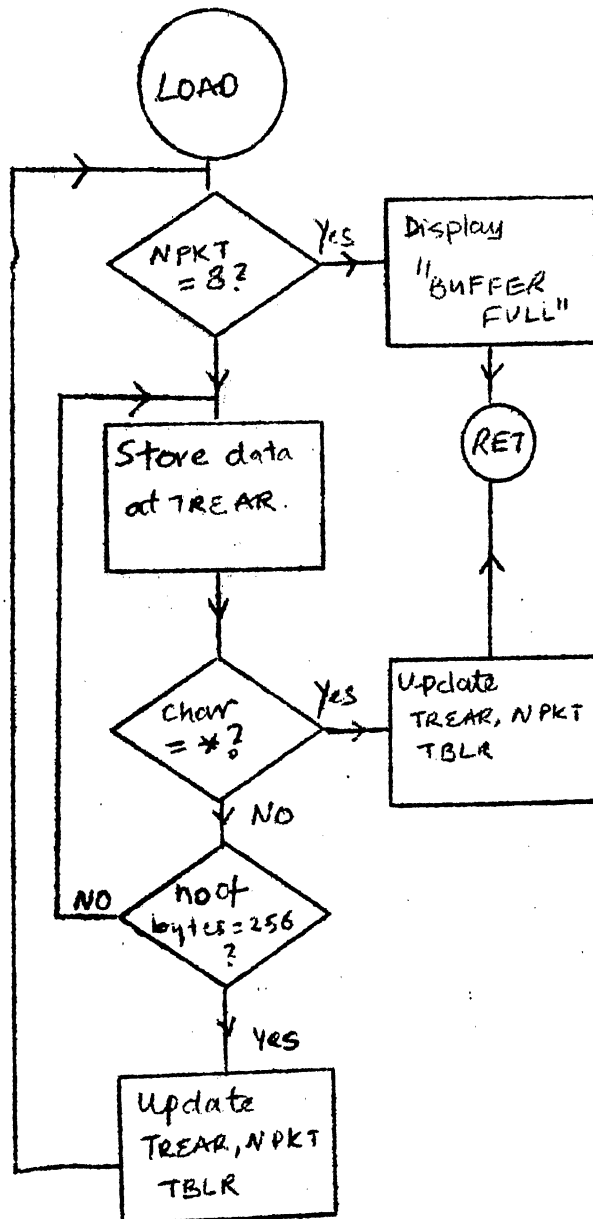 LOAD
NPKT
= 8?
Yes
Display
"BUFFER
FULL"
RET
Store data
at TREAR.
Char
= *?
Yes
Update
TREAR, NPKT
TBLR
NO
no of
bytes = 256
?
NO
Yes
Update
TREAR, NPKT
TBLR